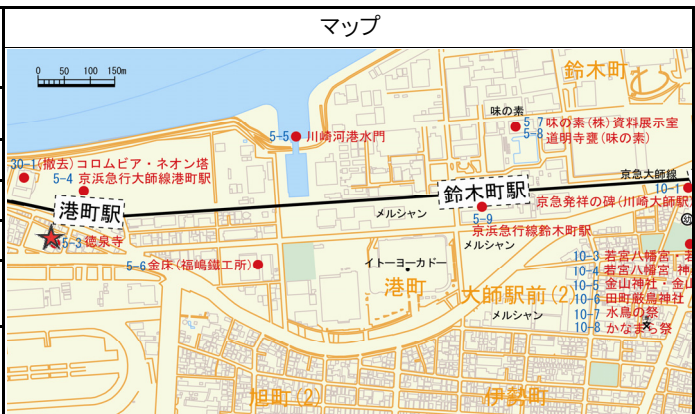 マップ
0 50 100 150m
鈴木町
味の素
5-7 味の素(株)資料展示室
5-8 道明寺甕(味の素)
5-5 川崎河港水門
30-1(撤去)コロムビア・ネオン塔
5-4 京浜急行大師線港町駅
京急大師線
10-1
港町駅
鈴木町駅
京急発祥の碑(川崎大師駅)
メルシャン
5-9
京浜急行線鈴木町駅
5-3 徳泉寺
メルシャン
5-6 金床(福嶋鐵工所)
イトーヨーカドー
港町
大師駅前(2)
メルシャン
10-3 若宮八幡宮・若
10-4 若宮八幡宮 神
10-5 金山神社・金山
10-6 田町厳島神社
10-7 水鳥の祭
10-8 かなまら祭
旭町(2)
伊勢町